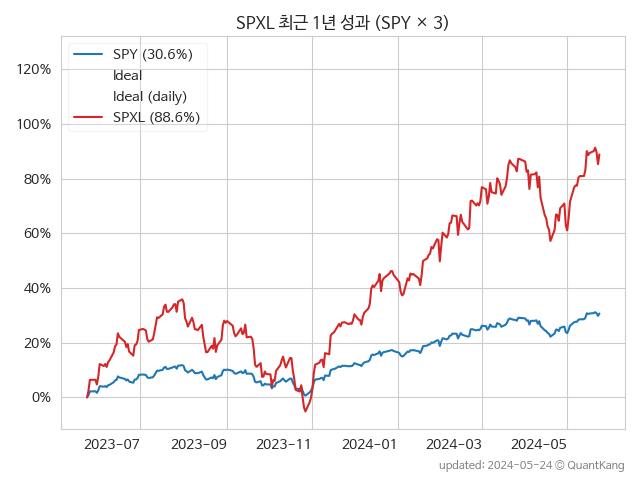 SPXL 최근 1년 성과 (SPY × 3)
SPY (30.6%)
Ideal
Ideal (daily)
SPXL (88.6%)
120%
100%
80%
60%
40%
20%
0%
2023-07 2023-09 2023-11 2024-01 2024-03 2024-05
updated: 2024-05-24 © QuantKang